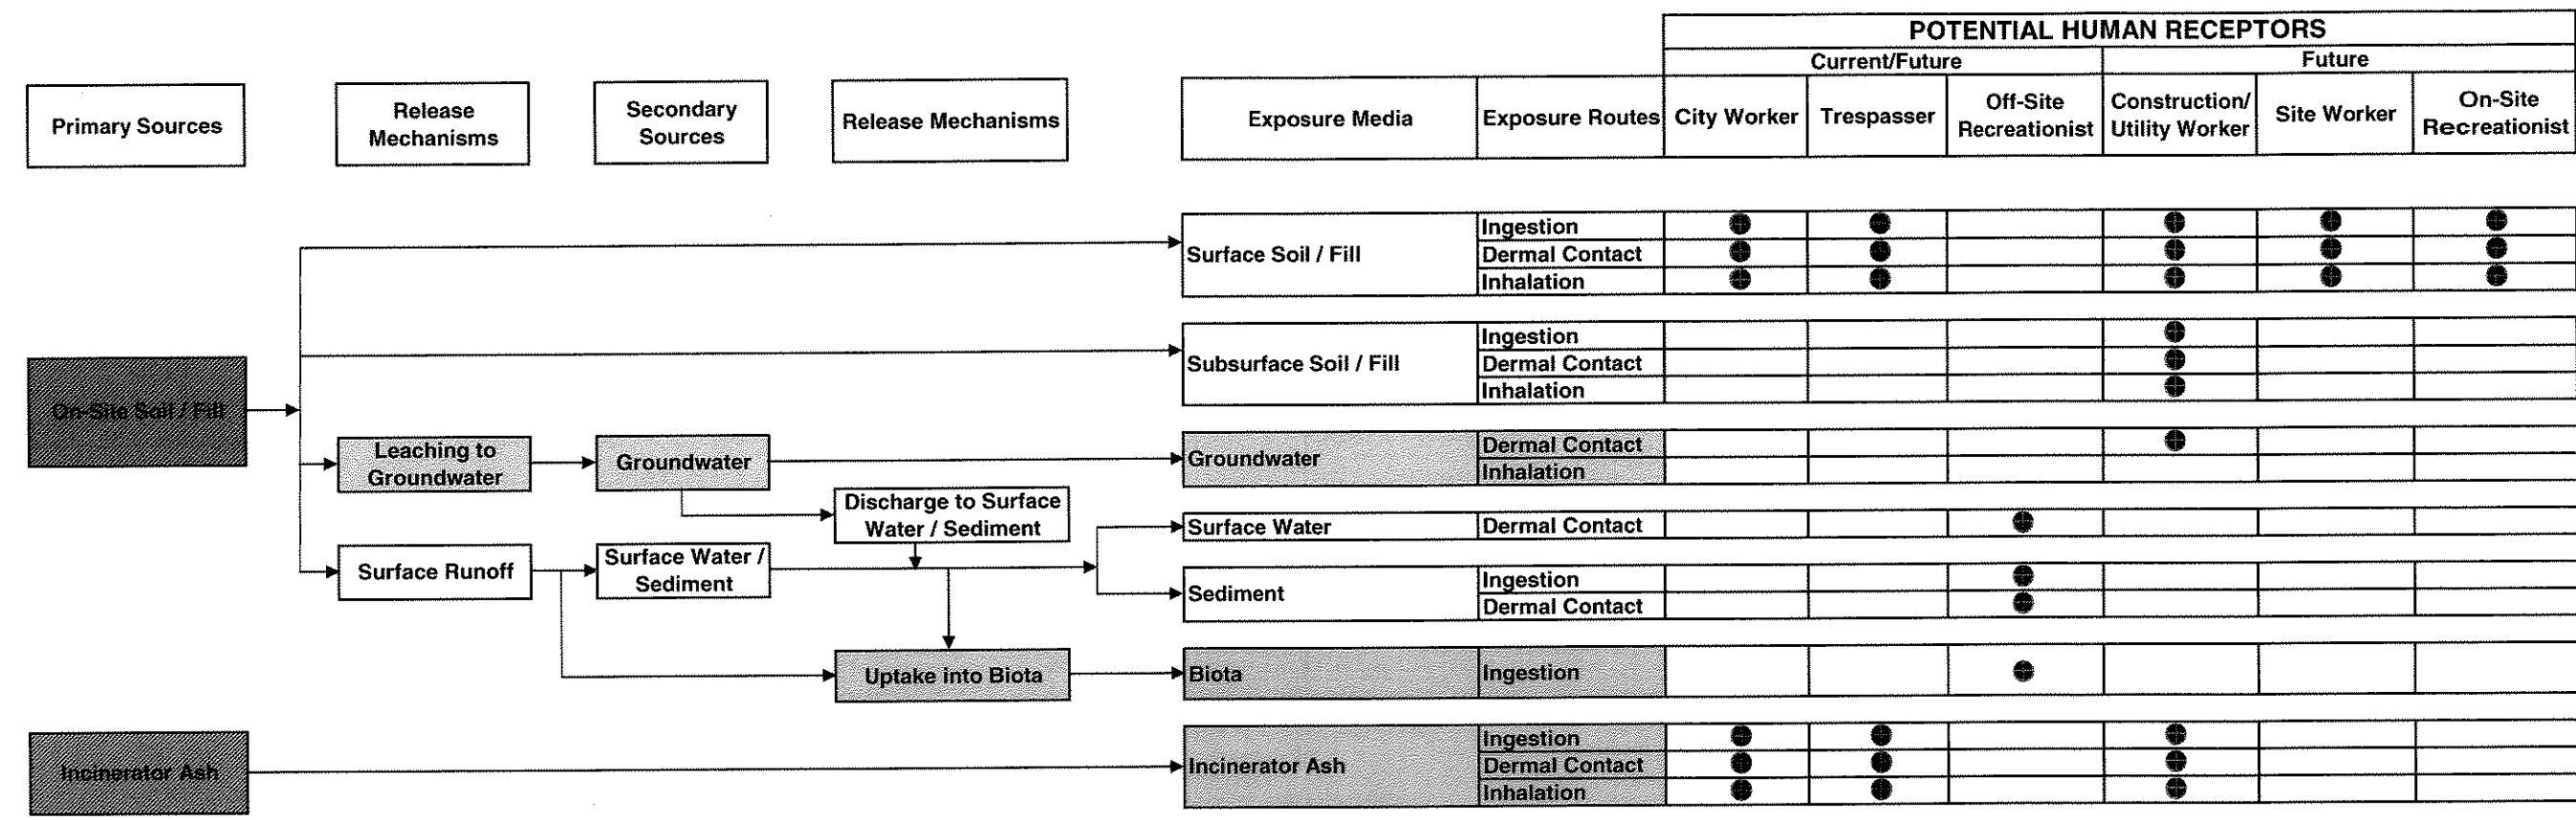 POTENTIAL HUMAN RECEPTORS
Current/Future
Future
Primary Sources
Release
Mechanisms
Secondary
Sources
Release Mechanisms
Exposure Media
Exposure Routes
City Worker
Trespasser
Off-Site
Recreationist
Construction/
Utility Worker
Site Worker
On-Site
Recreationist
Surface Soil / Fill
Ingestion
Dermal Contact
Inhalation
Subsurface Soil / Fill
Ingestion
Dermal Contact
Inhalation
On-Site Soil / Fill
Leaching to
Groundwater
Groundwater
Groundwater
Dermal Contact
Inhalation
Discharge to Surface
Water / Sediment
Surface Water
Dermal Contact
Surface Runoff
Surface Water /
Sediment
Sediment
Ingestion
Dermal Contact
Uptake into Biota
Biota
Ingestion
Incinerator Ash
Incinerator Ash
Ingestion
Dermal Contact
Inhalation